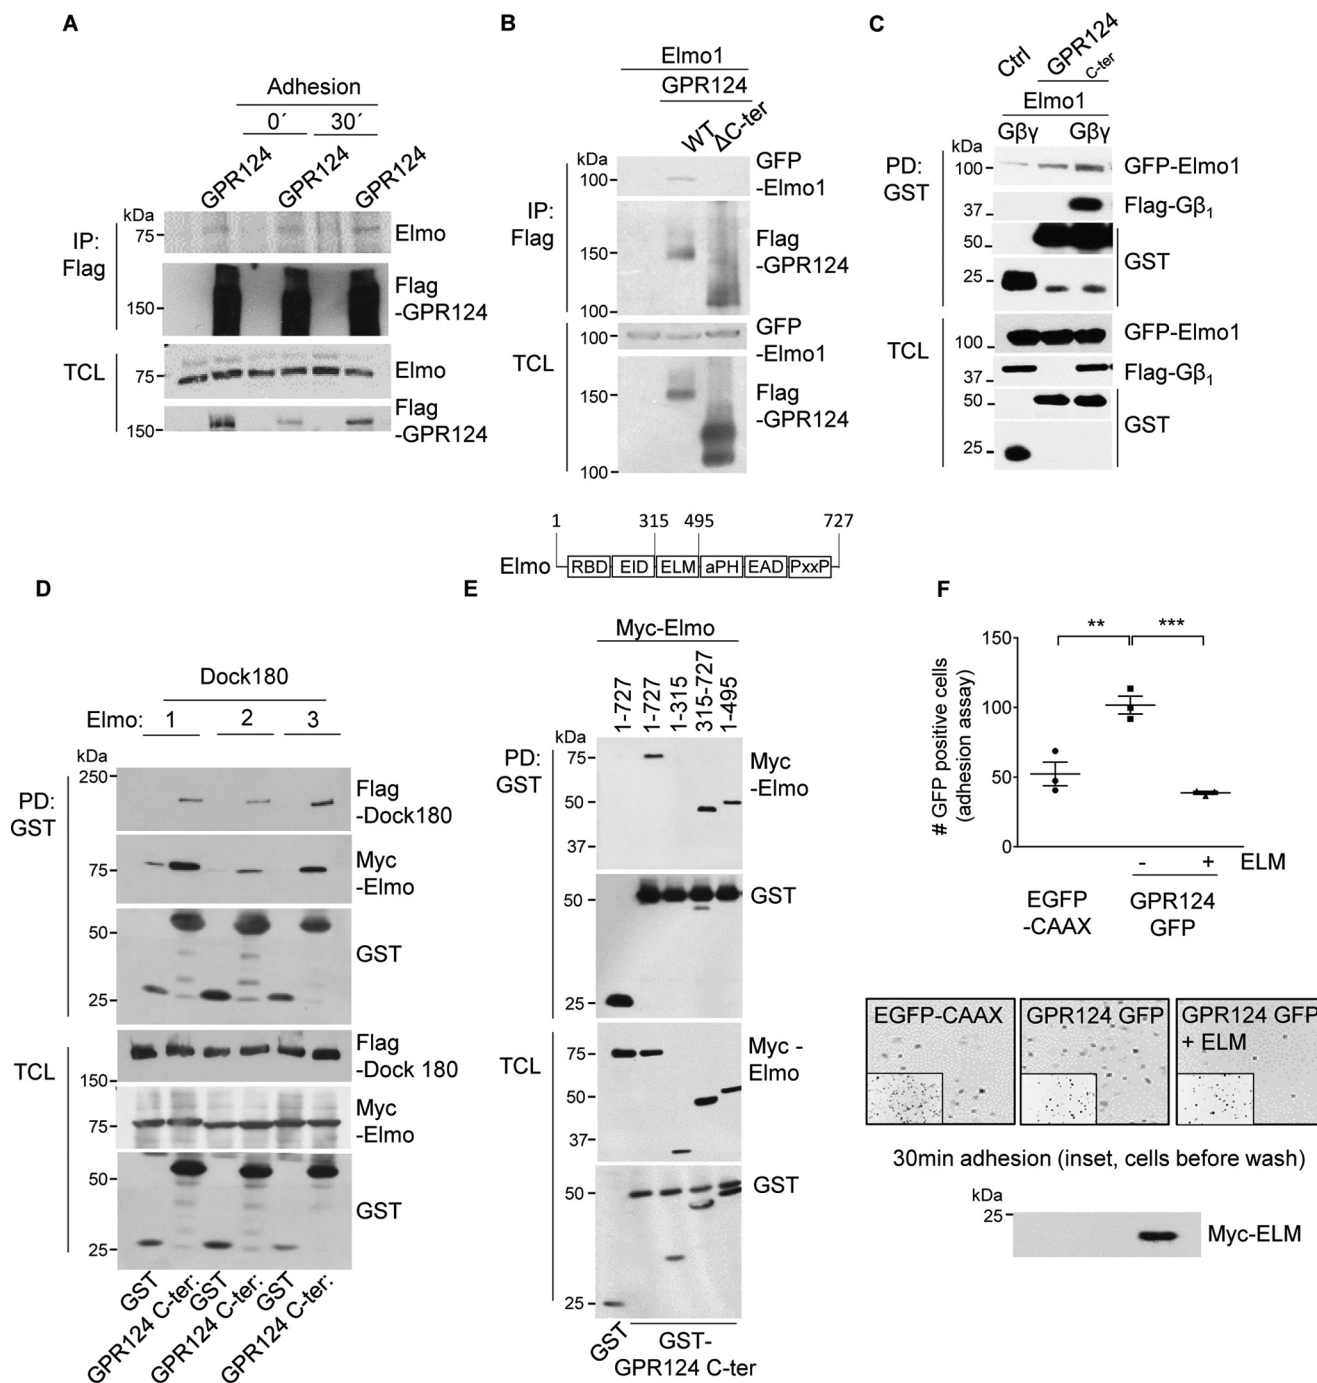 A
Adhesion
0´ 30´
GPR124 GPR124 GPR124
kDa
IP:
Flag
75
Elmo
150
Flag
-GPR124
TCL
75
Elmo
150
Flag
-GPR124
B
Elmo1
GPR124
WT ΔC-ter
kDa
IP:
Flag
100
GFP
-Elmo1
150
Flag
-GPR124
100
TCL
100
GFP
-Elmo1
150
Flag
-GPR124
100
C
Ctrl GPR124 C-ter
Elmo1
Gβγ Gβγ
kDa
PD:
GST
100
GFP-Elmo1
37
Flag-Gβ1
50
GST
25
TCL
100
GFP-Elmo1
37
Flag-Gβ1
50
GST
25
1 315 495 727
Elmo RBD EID ELM aPH EAD PxxP
D
Dock180
Elmo: 1 2 3
kDa
250
PD:
GST
Flag
-Dock180
75
Myc
-Elmo
50
GST
25
TCL
Flag
-Dock 180
150
75
Myc
-Elmo
50
GST
25
GST
GPR124 C-ter:
GST
GPR124 C-ter:
GST
GPR124 C-ter:
E
Myc-Elmo
1-727 1-727 1-315 315-727 1-495
kDa
PD:
GST
75
Myc
-Elmo
50
37
50
GST
25
TCL
75
Myc -
Elmo
50
37
50
GST
25
GST
GST-
GPR124 C-ter
F
# GFP positive cells
(adhesion assay)
150
100
50
0
** ***
- + ELM
EGFP
-CAAX
GPR124
GFP
EGFP-CAAX
GPR124 GFP
GPR124 GFP
+ ELM
30min adhesion (inset, cells before wash)
kDa
25
Myc-ELM